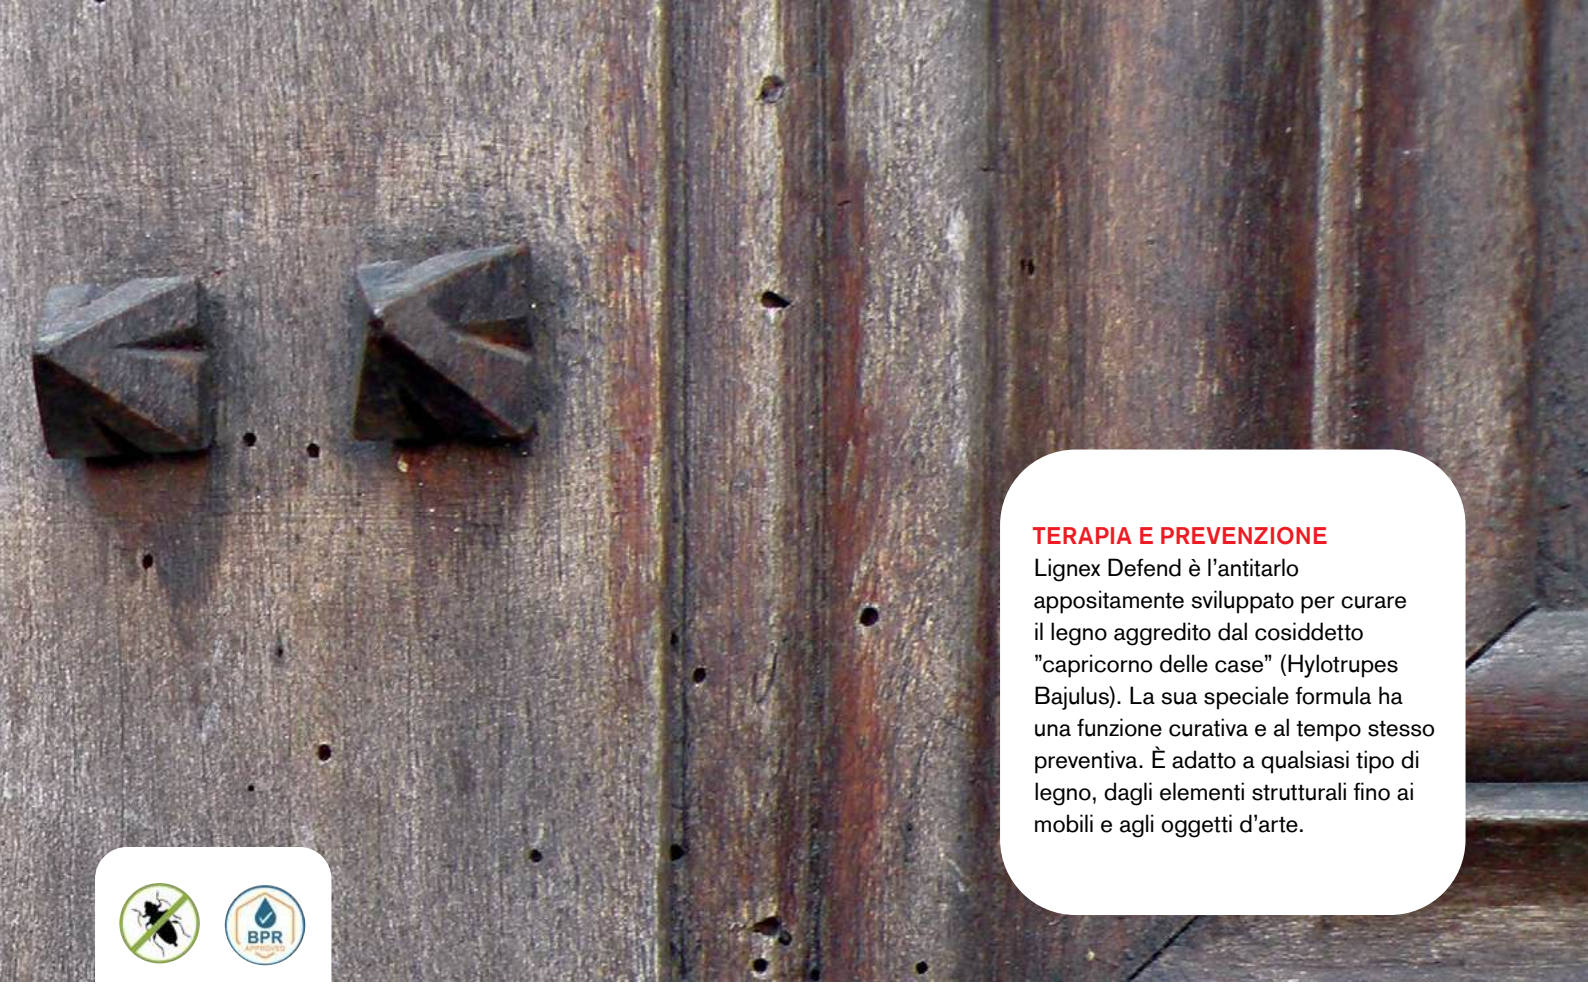 TERAPIA E PREVENZIONE
Lignex Defend è l’antitarlo
appositamente sviluppato per curare
il legno aggredito dal cosiddetto
”capricorno delle case” (Hylotrupes
Bajulus). La sua speciale formula ha
una funzione curativa e al tempo stesso
preventiva. È adatto a qualsiasi tipo di
legno, dagli elementi strutturali fino ai
mobili e agli oggetti d’arte.
BPR
APPROVED